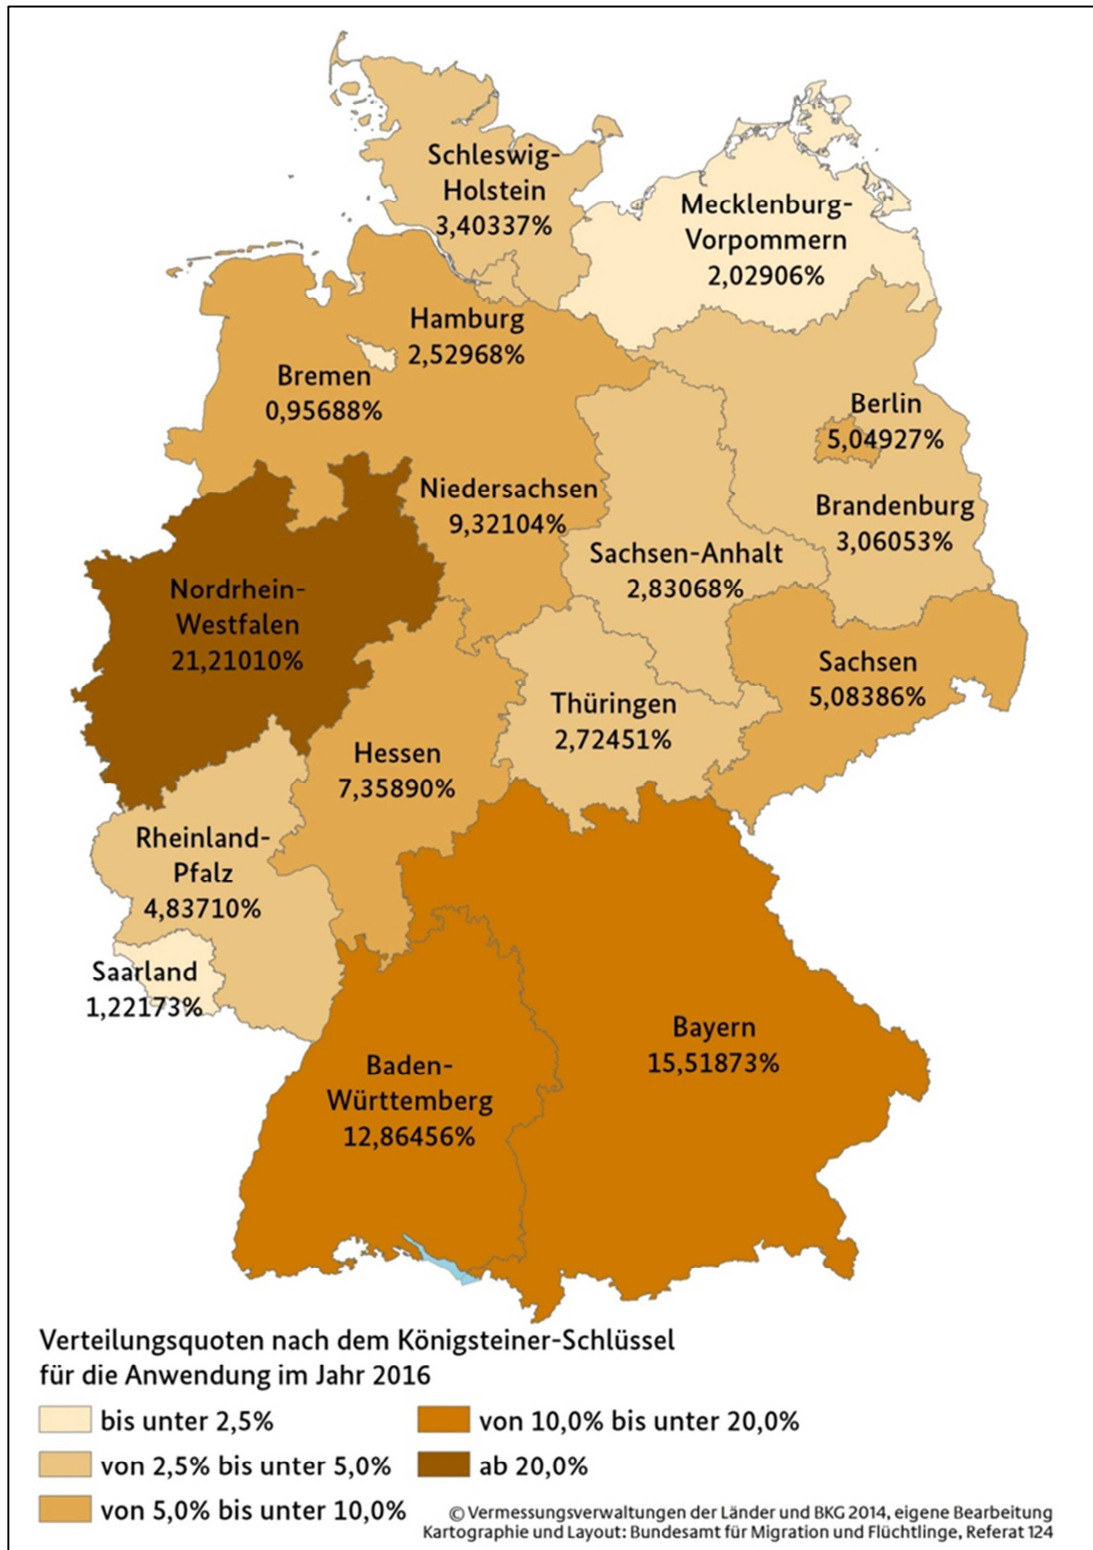 Schleswig-
Holstein
3,40337%
Mecklenburg-
Vorpommern
2,02906%
Hamburg
2,52968%
Bremen
0,95688%
Berlin
5,04927%
Niedersachsen
9,32104%
Brandenburg
3,06053%
Sachsen-Anhalt
2,83068%
Nordrhein-
Westfalen
21,21010%
Sachsen
5,08386%
Thüringen
2,72451%
Hessen
7,35890%
Rheinland-
Pfalz
4,83710%
Saarland
1,22173%
Bayern
15,51873%
Baden-
Württemberg
12,86456%
Verteilungsquoten nach dem Königsteiner-Schlüssel
für die Anwendung im Jahr 2016
bis unter 2,5%
von 2,5% bis unter 5,0%
von 5,0% bis unter 10,0%
von 10,0% bis unter 20,0%
ab 20,0%
© Vermessungsverwaltungen der Länder und BKG 2014, eigene Bearbeitung
Kartographie und Layout: Bundesamt für Migration und Flüchtlinge, Referat 124